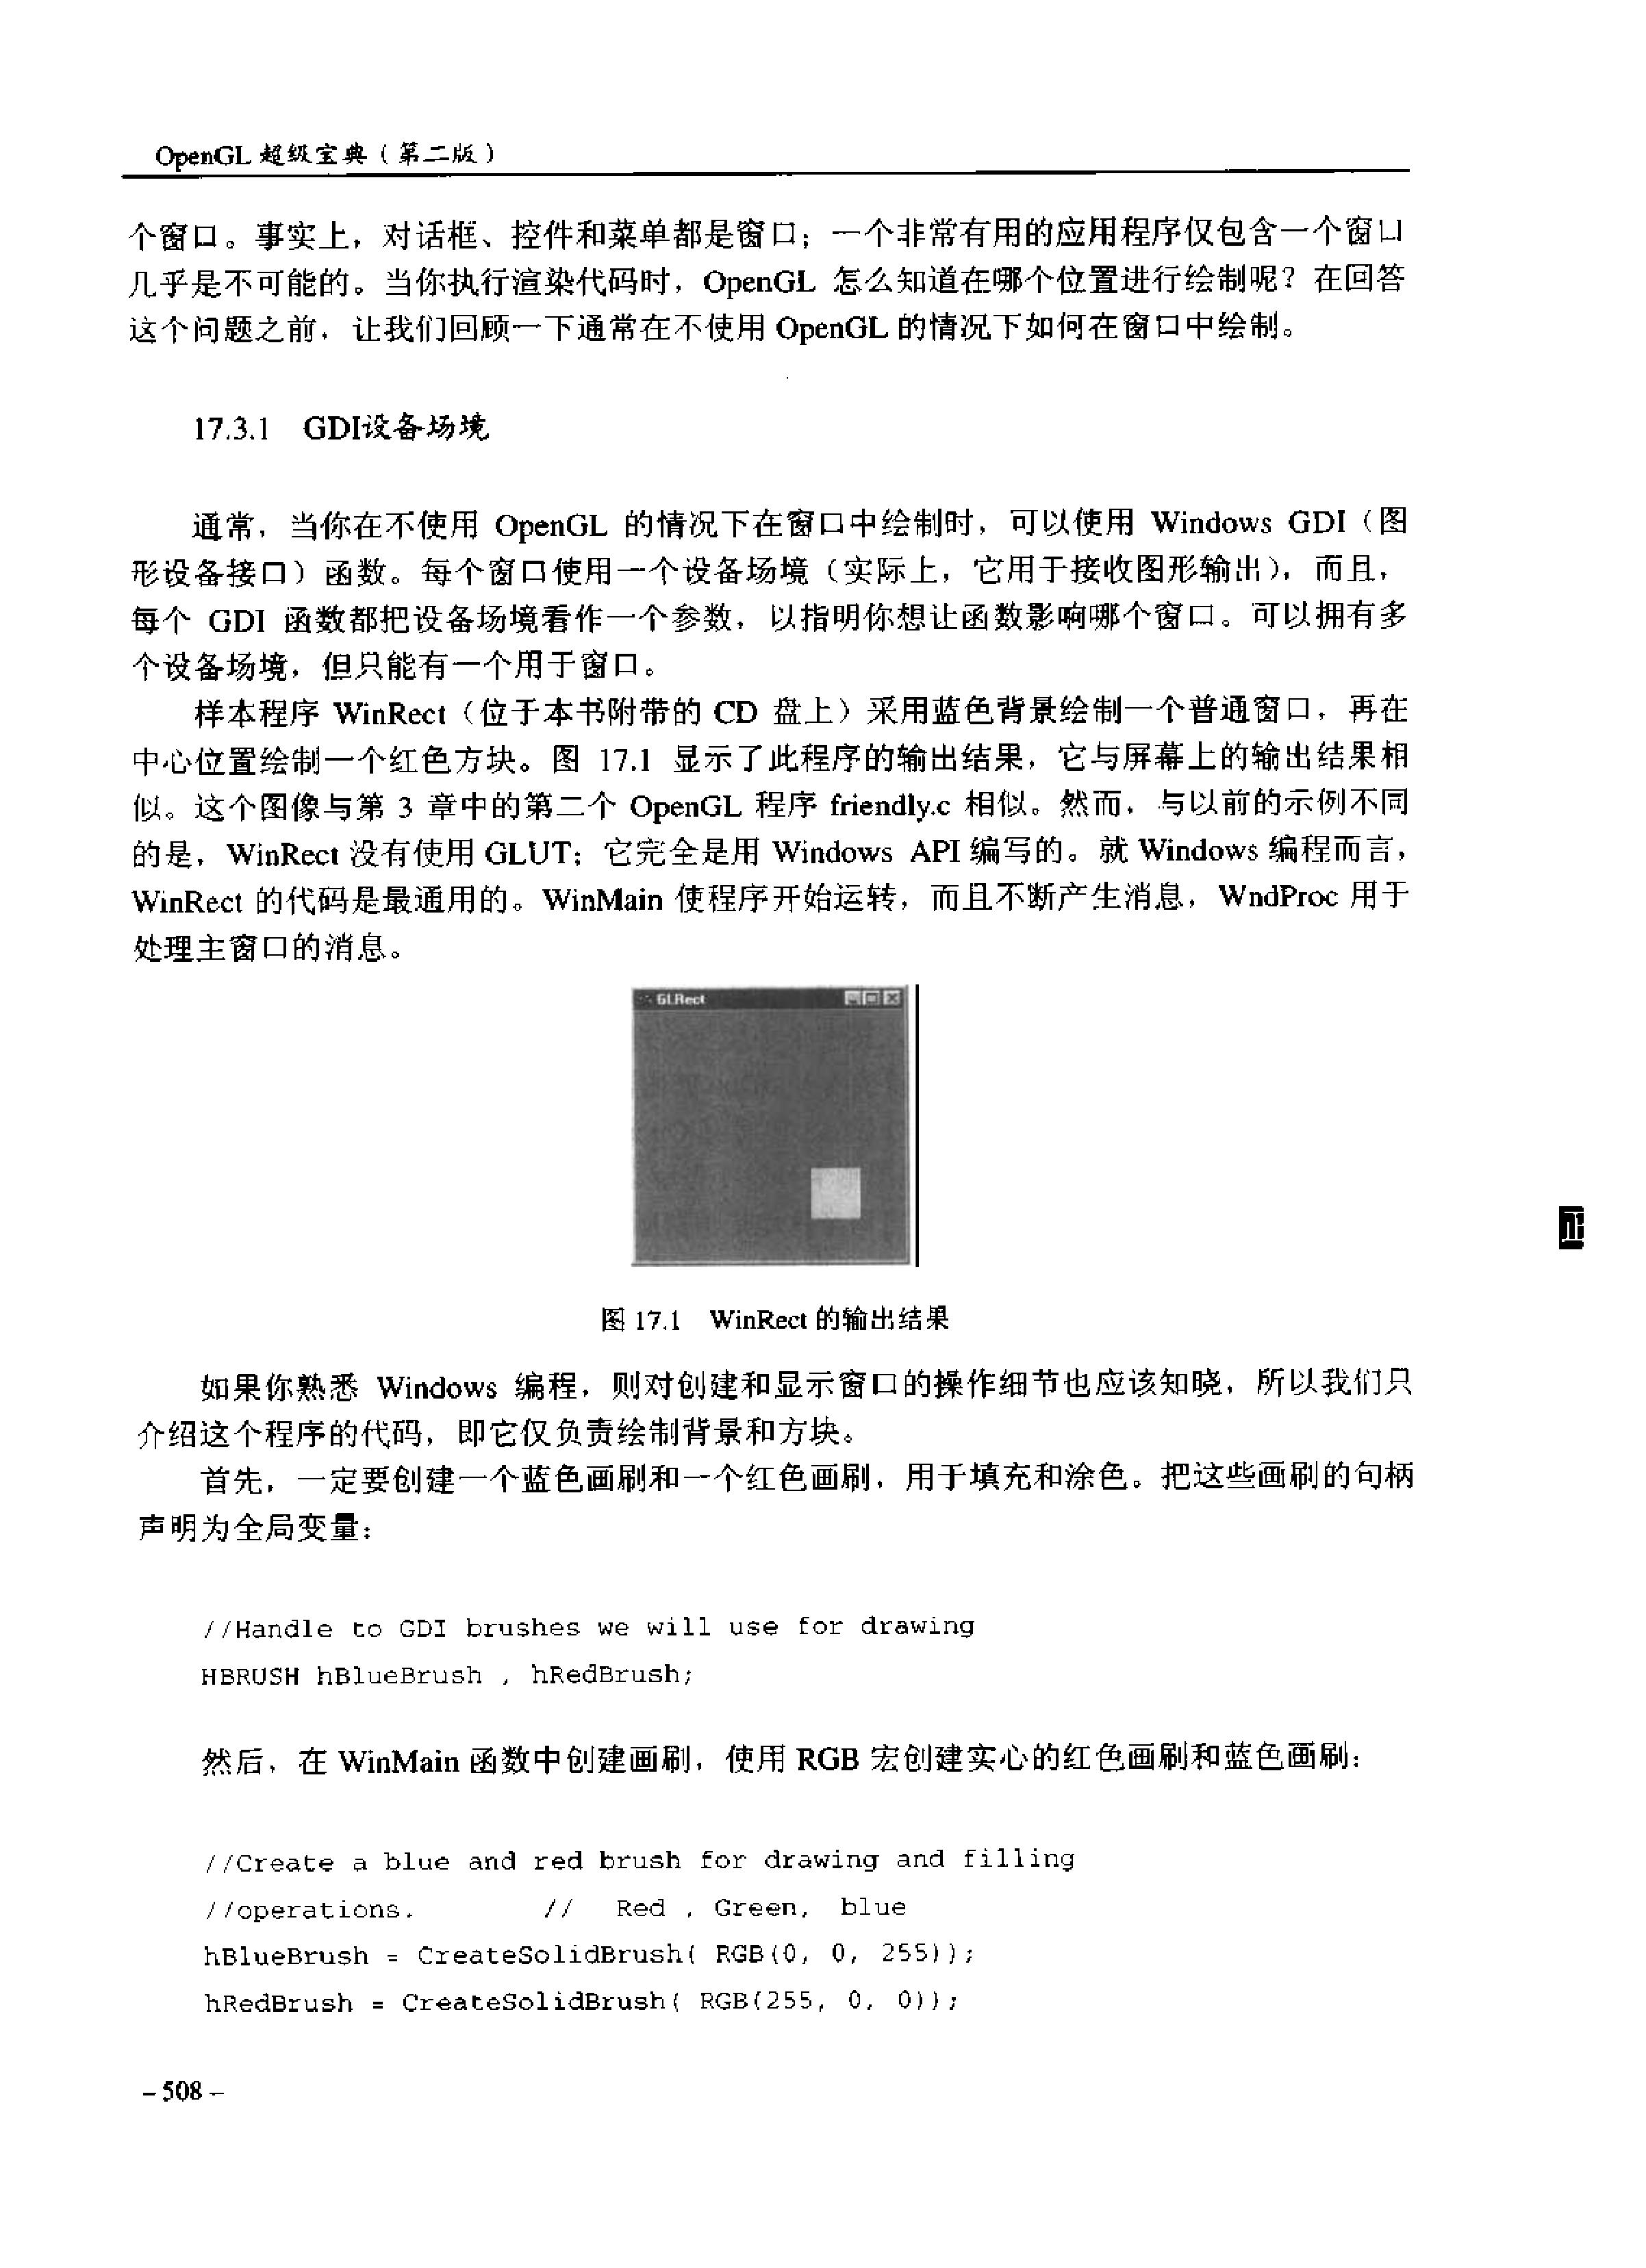 OpenGL 超级宝典（第二版）
个窗口。事实上，对话框、控件和菜单都是窗口；一个非常有用的应用程序仅包含一个窗口
几乎是不可能的。当你执行渲染代码时，OpenGL 怎么知道在哪个位置进行绘制呢？在回答
这个问题之前，让我们回顾一下通常在不使用 OpenGL 的情况下如何在窗口中绘制。
17.3.1 GDI设备场境
通常，当你在不使用 OpenGL 的情况下在窗口中绘制时，可以使用 Windows GDI（图
形设备接口）函数。每个窗口使用一个设备场境（实际上，它用于接收图形输出），而且，
每个 GDI 函数都把设备场境看作一个参数，以指明你想让函数影响哪个窗口。可以拥有多
个设备场境，但只能有一个用于窗口。
样本程序 WinRect（位于本书附带的 CD 盘上）采用蓝色背景绘制一个普通窗口，再在
中心位置绘制一个红色方块。图 17.1 显示了此程序的输出结果，它与屏幕上的输出结果相
似。这个图像与第 3 章中的第二个 OpenGL 程序 friendly.c 相似。然而，与以前的示例不同
的是，WinRect 没有使用 GLUT；它完全是用 Windows API 编写的。就 Windows 编程而言，
WinRect 的代码是最通用的。WinMain 使程序开始运转，而且不断产生消息，WndProc 用于
处理主窗口的消息。
GLRect
图 17.1 WinRect 的输出结果
如果你熟悉 Windows 编程，则对创建和显示窗口的操作细节也应该知晓，所以我们只
介绍这个程序的代码，即它仅负责绘制背景和方块。
首先，一定要创建一个蓝色画刷和一个红色画刷，用于填充和涂色。把这些画刷的句柄
声明为全局变量：
//Handle to GDI brushes we will use for drawing
HBRUSH hBlueBrush , hRedBrush;
然后，在 WinMain 函数中创建画刷，使用 RGB 宏创建实心的红色画刷和蓝色画刷：
//Create a blue and red brush for drawing and filling
//operations. // Red , Green, blue
hBlueBrush = CreateSolidBrush( RGB(0, 0, 255));
hRedBrush = CreateSolidBrush( RGB(255, 0, 0));
- 508 -